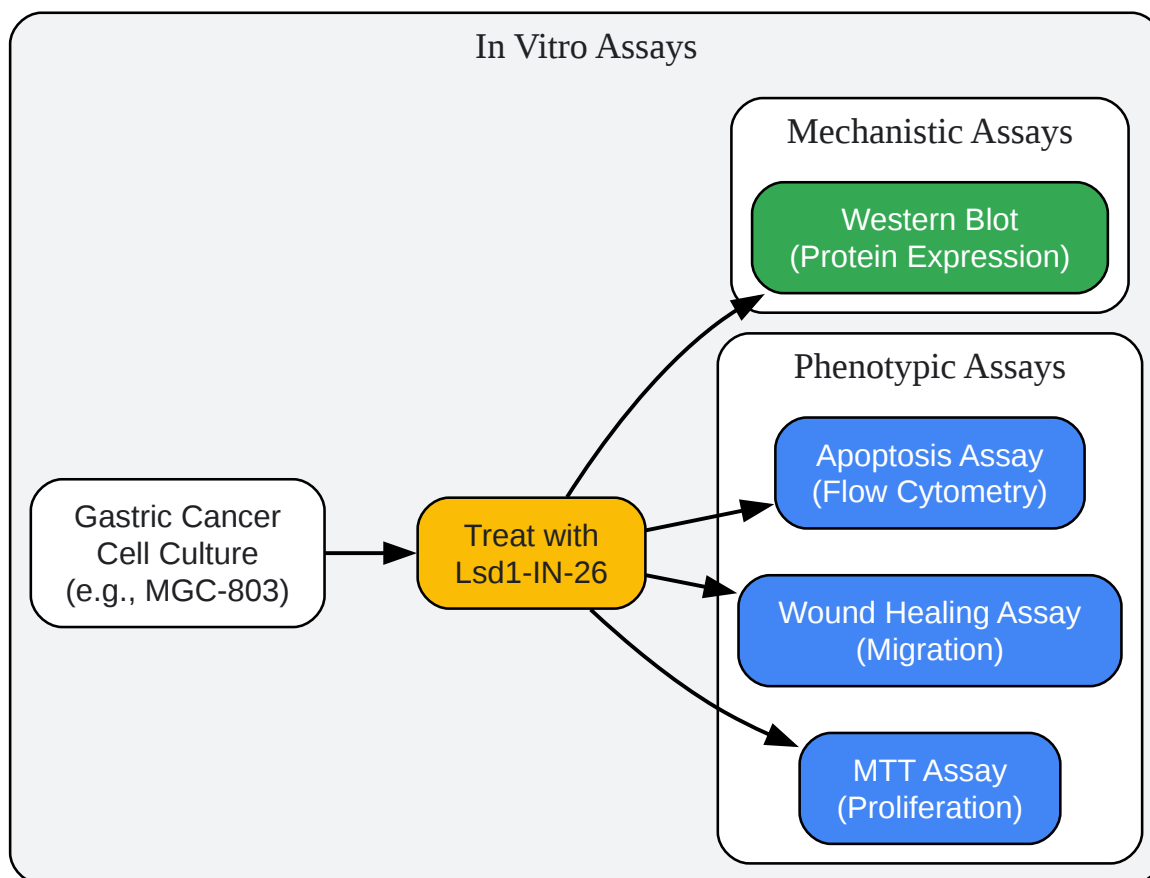 In Vitro Assays
Mechanistic Assays
Western Blot
(Protein Expression)
Phenotypic Assays
Apoptosis Assay
(Flow Cytometry)
Gastric Cancer
Cell Culture
(e.g., MGC-803)
Treat with
Lsd1-IN-26
Wound Healing Assay
(Migration)
MTT Assay
(Proliferation)